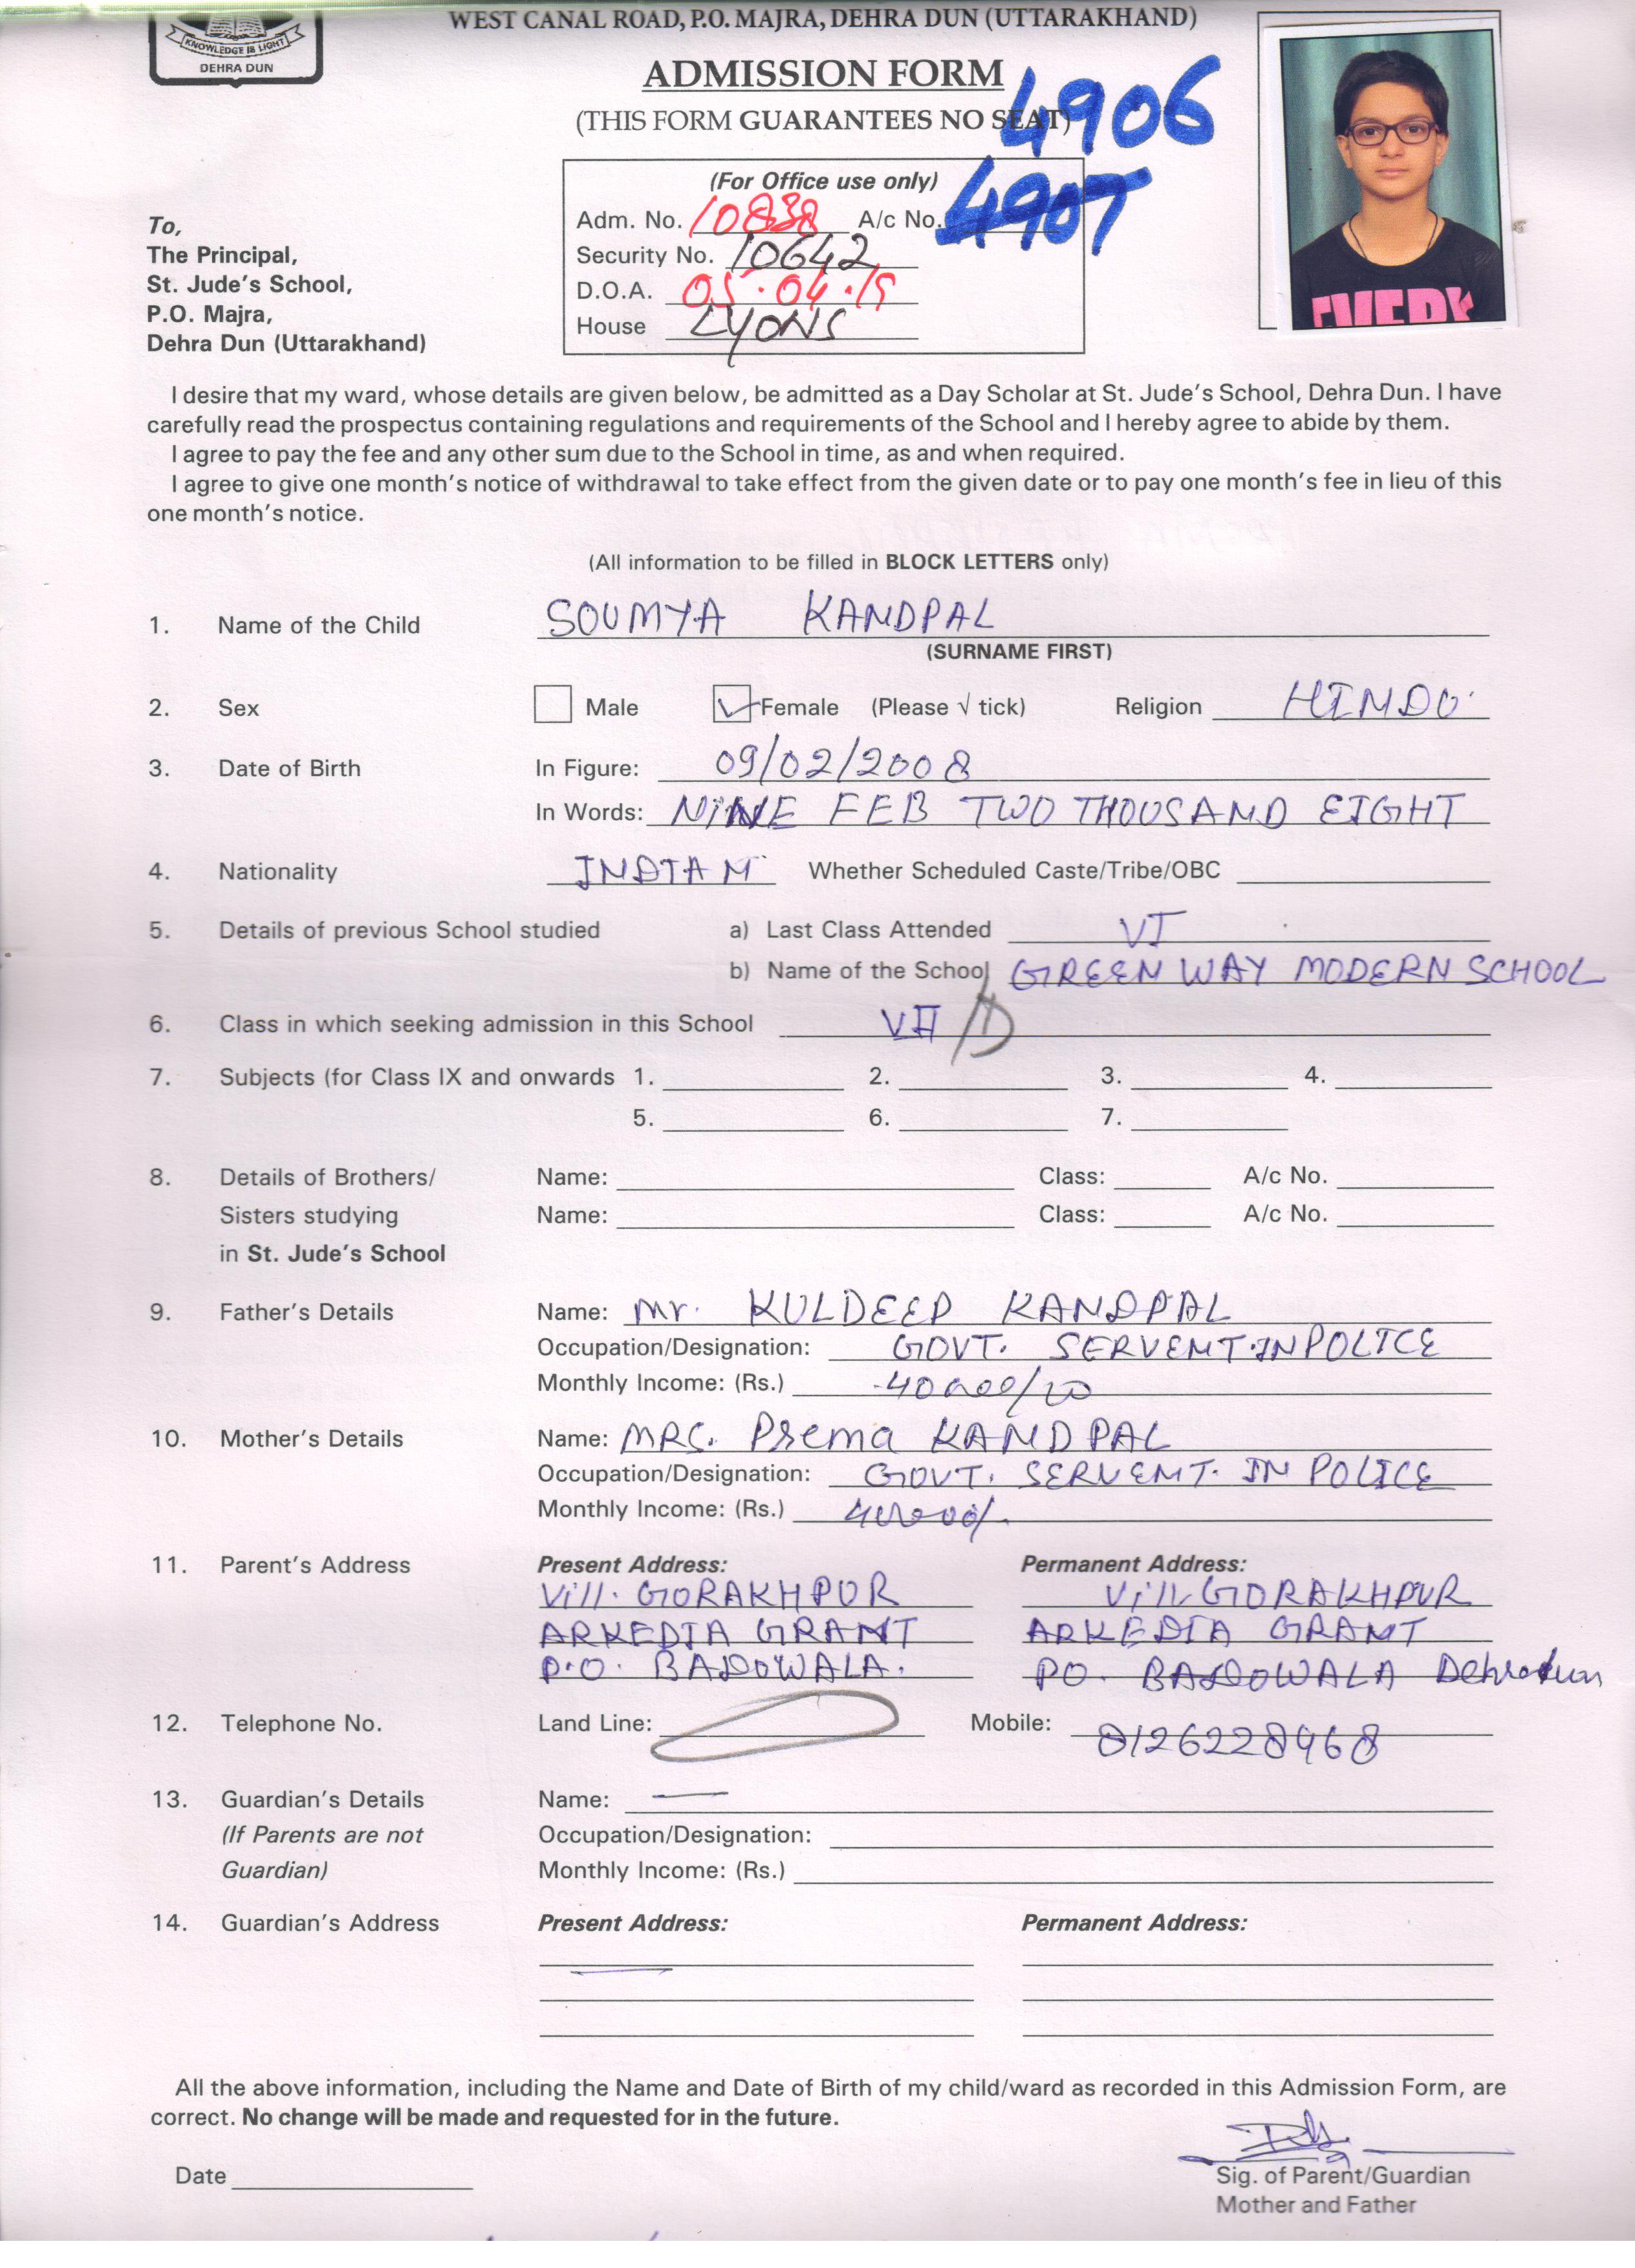 WEST CANAL ROAD, P.O. MAJRA, DEHRA DUN (UTTARAKHAND)
KNOWLEDGE IS LIGHT
DEHRA DUN
ADMISSION FORM
(THIS FORM GUARANTEES NO SEAT)
4906
(For Office use only)
Adm. No. 10838 A/c No. 4907
Security No. 10642
D.O.A. 05.04.19
House LYONS
To,
The Principal,
St. Jude's School,
P.O. Majra,
Dehra Dun (Uttarakhand)
I desire that my ward, whose details are given below, be admitted as a Day Scholar at St. Jude's School, Dehra Dun. I have
carefully read the prospectus containing regulations and requirements of the School and I hereby agree to abide by them.
I agree to pay the fee and any other sum due to the School in time, as and when required.
I agree to give one month's notice of withdrawal to take effect from the given date or to pay one month's fee in lieu of this
one month's notice.
(All information to be filled in BLOCK LETTERS only)
1. Name of the Child SOUMYA KANDPAL
(SURNAME FIRST)
2. Sex Male Female (Please √ tick) Religion HINDU
3. Date of Birth In Figure: 09/02/2008
In Words: NINE FEB TWO THOUSAND EIGHT
4. Nationality INDIAN Whether Scheduled Caste/Tribe/OBC
5. Details of previous School studied a) Last Class Attended VI
b) Name of the School GREEN WAY MODERN SCHOOL
6. Class in which seeking admission in this School VII /D
7. Subjects (for Class IX and onwards 1. 2. 3. 4.
5. 6. 7.
8. Details of Brothers/ Name: Class: A/c No.
Sisters studying Name: Class: A/c No.
in St. Jude's School
9. Father's Details Name: Mr. KULDEEP KANDPAL
Occupation/Designation: GOVT. SERVENT. IN POLICE
Monthly Income: (Rs.)
10. Mother's Details Name: MRS. Prema KANDPAL
Occupation/Designation: GOVT. SERVENT. IN POLICE
Monthly Income: (Rs.)
11. Parent's Address Present Address: Permanent Address:
Vill. GORAKHPUR Vill. GORAKHPUR
ARKEDIA GRANT ARKEDIA GRANT
P.O. BADOWALA. PO. BADOWALA Dehradun
12. Telephone No. Land Line: Mobile: 8126228968
13. Guardian's Details Name: —
(If Parents are not Occupation/Designation:
Guardian) Monthly Income: (Rs.)
14. Guardian's Address Present Address: Permanent Address:
All the above information, including the Name and Date of Birth of my child/ward as recorded in this Admission Form, are
correct. No change will be made and requested for in the future.
Date
Sig. of Parent/Guardian
Mother and Father